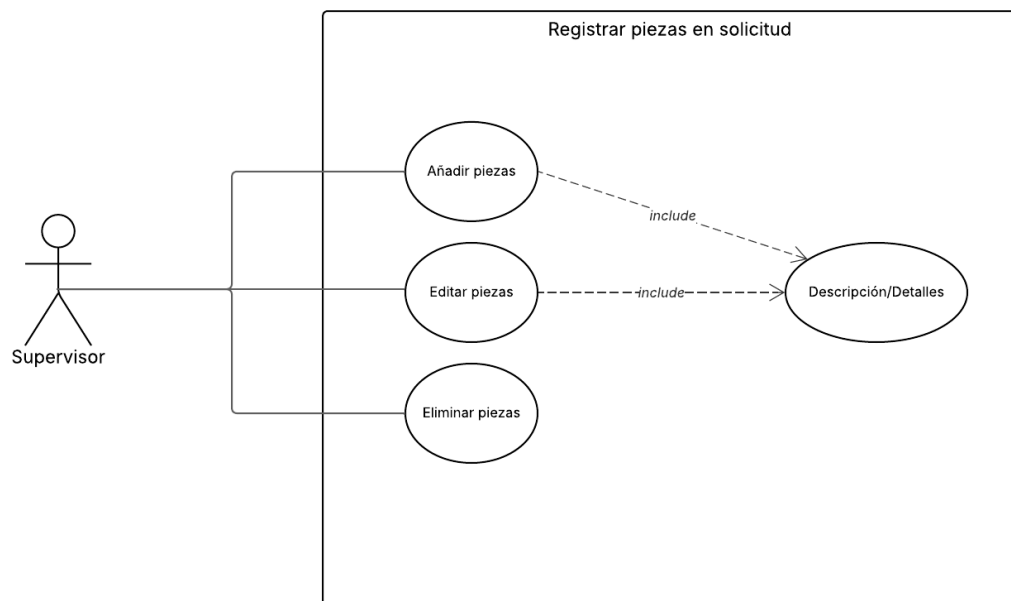 Registrar piezas en solicitud
Añadir piezas
include
Editar piezas
include
Descripción/Detalles
Supervisor
Eliminar piezas